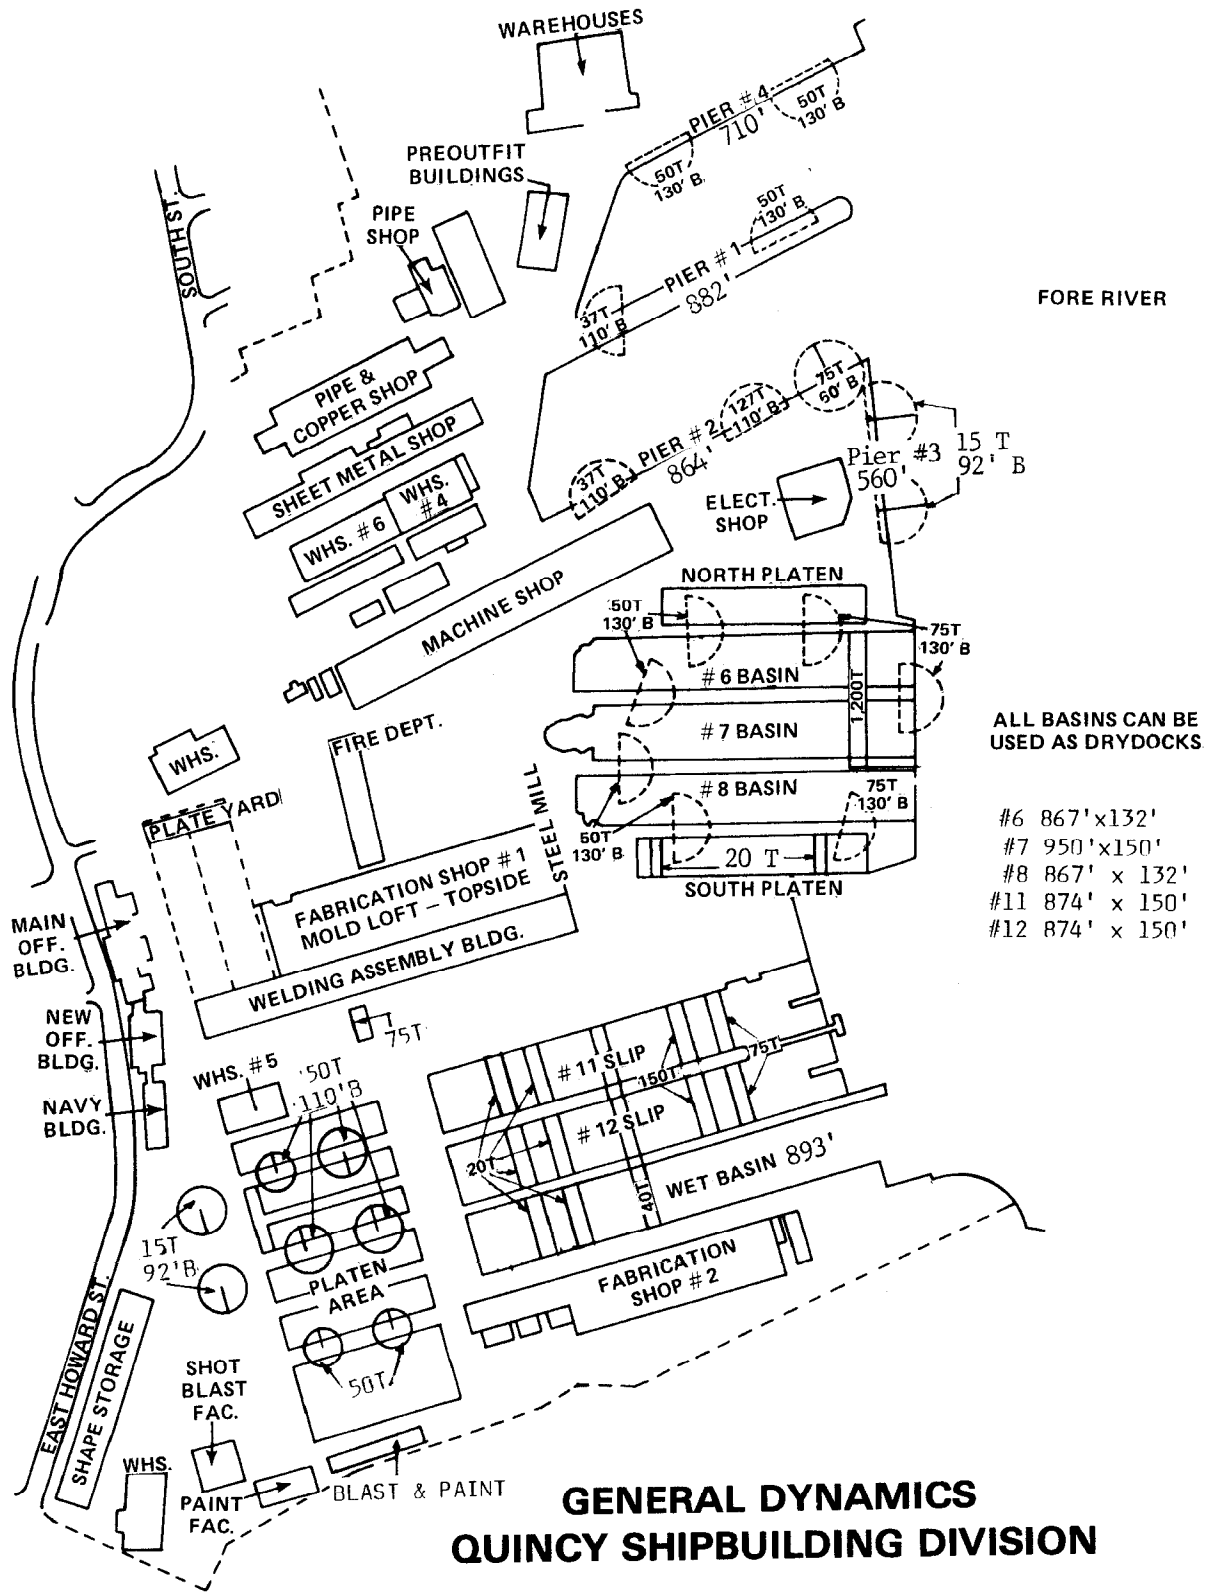 WAREHOUSES
PIER #4
710'
50T
130' B
50T
130' B.
PREOUTFIT
BUILDINGS
SOUTH ST.
PIPE
SHOP
50T
130' B
PIER #1
882'
37T
110' B
FORE RIVER
PIPE &
COPPER SHOP
SHEET METAL SHOP
WHS.
#4
WHS. #6
75T
60' B
127T
110' B
PIER #2
864'
37T
110' B
Pier #3
560'
15 T
92' B
ELECT.
SHOP
MACHINE SHOP
NORTH PLATEN
50T
130' B
75T
130' B
#6 BASIN
1,200T
#7 BASIN
#8 BASIN
75T
130' B
50T
130' B
20 T
SOUTH PLATEN
ALL BASINS CAN BE
USED AS DRYDOCKS
#6 867'x132'
#7 950'x150'
#8 867' x 132'
#11 874' x 150'
#12 874' x 150'
WHS.
FIRE DEPT.
PLATE YARD
STEEL MILL
FABRICATION SHOP #1
MOLD LOFT – TOPSIDE
WELDING ASSEMBLY BLDG.
MAIN
OFF.
BLDG.
NEW
OFF.
BLDG.
NAVY
BLDG.
75T
WHS. #5
50T
110'B
#11 SLIP
150T
75T
#12 SLIP
20T
40T
WET BASIN 893'
15T
92'B
PLATEN
AREA
FABRICATION
SHOP #2
50T
EAST HOWARD ST.
SHAPE STORAGE
SHOT
BLAST
FAC.
WHS.
PAINT
FAC.
BLAST & PAINT
GENERAL DYNAMICS
QUINCY SHIPBUILDING DIVISION